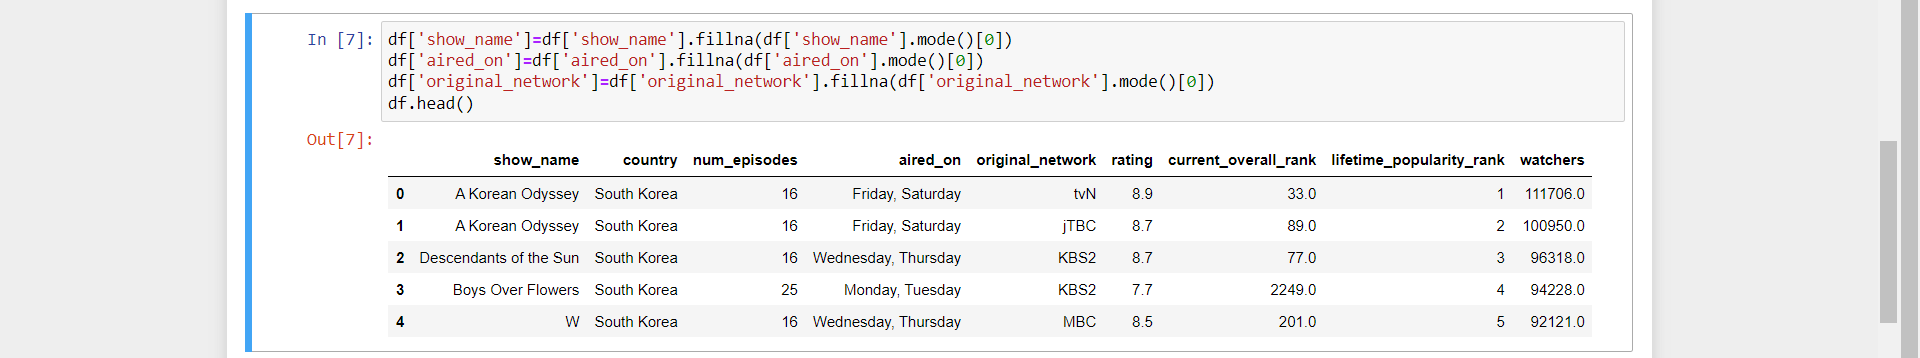 In [7]: df['show_name']=df['show_name'].fillna(df['show_name'].mode()[0])
df['aired_on']=df['aired_on'].fillna(df['aired_on'].mode()[0])
df['original_network']=df['original_network'].fillna(df['original_network'].mode()[0])
df.head()
Out[7]:
show_name country num_episodes aired_on original_network rating current_overall_rank lifetime_popularity_rank watchers
0 A Korean Odyssey South Korea 16 Friday, Saturday tvN 8.9 33.0 1 111706.0
1 A Korean Odyssey South Korea 16 Friday, Saturday jTBC 8.7 89.0 2 100950.0
2 Descendants of the Sun South Korea 16 Wednesday, Thursday KBS2 8.7 77.0 3 96318.0
3 Boys Over Flowers South Korea 25 Monday, Tuesday KBS2 7.7 2249.0 4 94228.0
4 W South Korea 16 Wednesday, Thursday MBC 8.5 201.0 5 92121.0